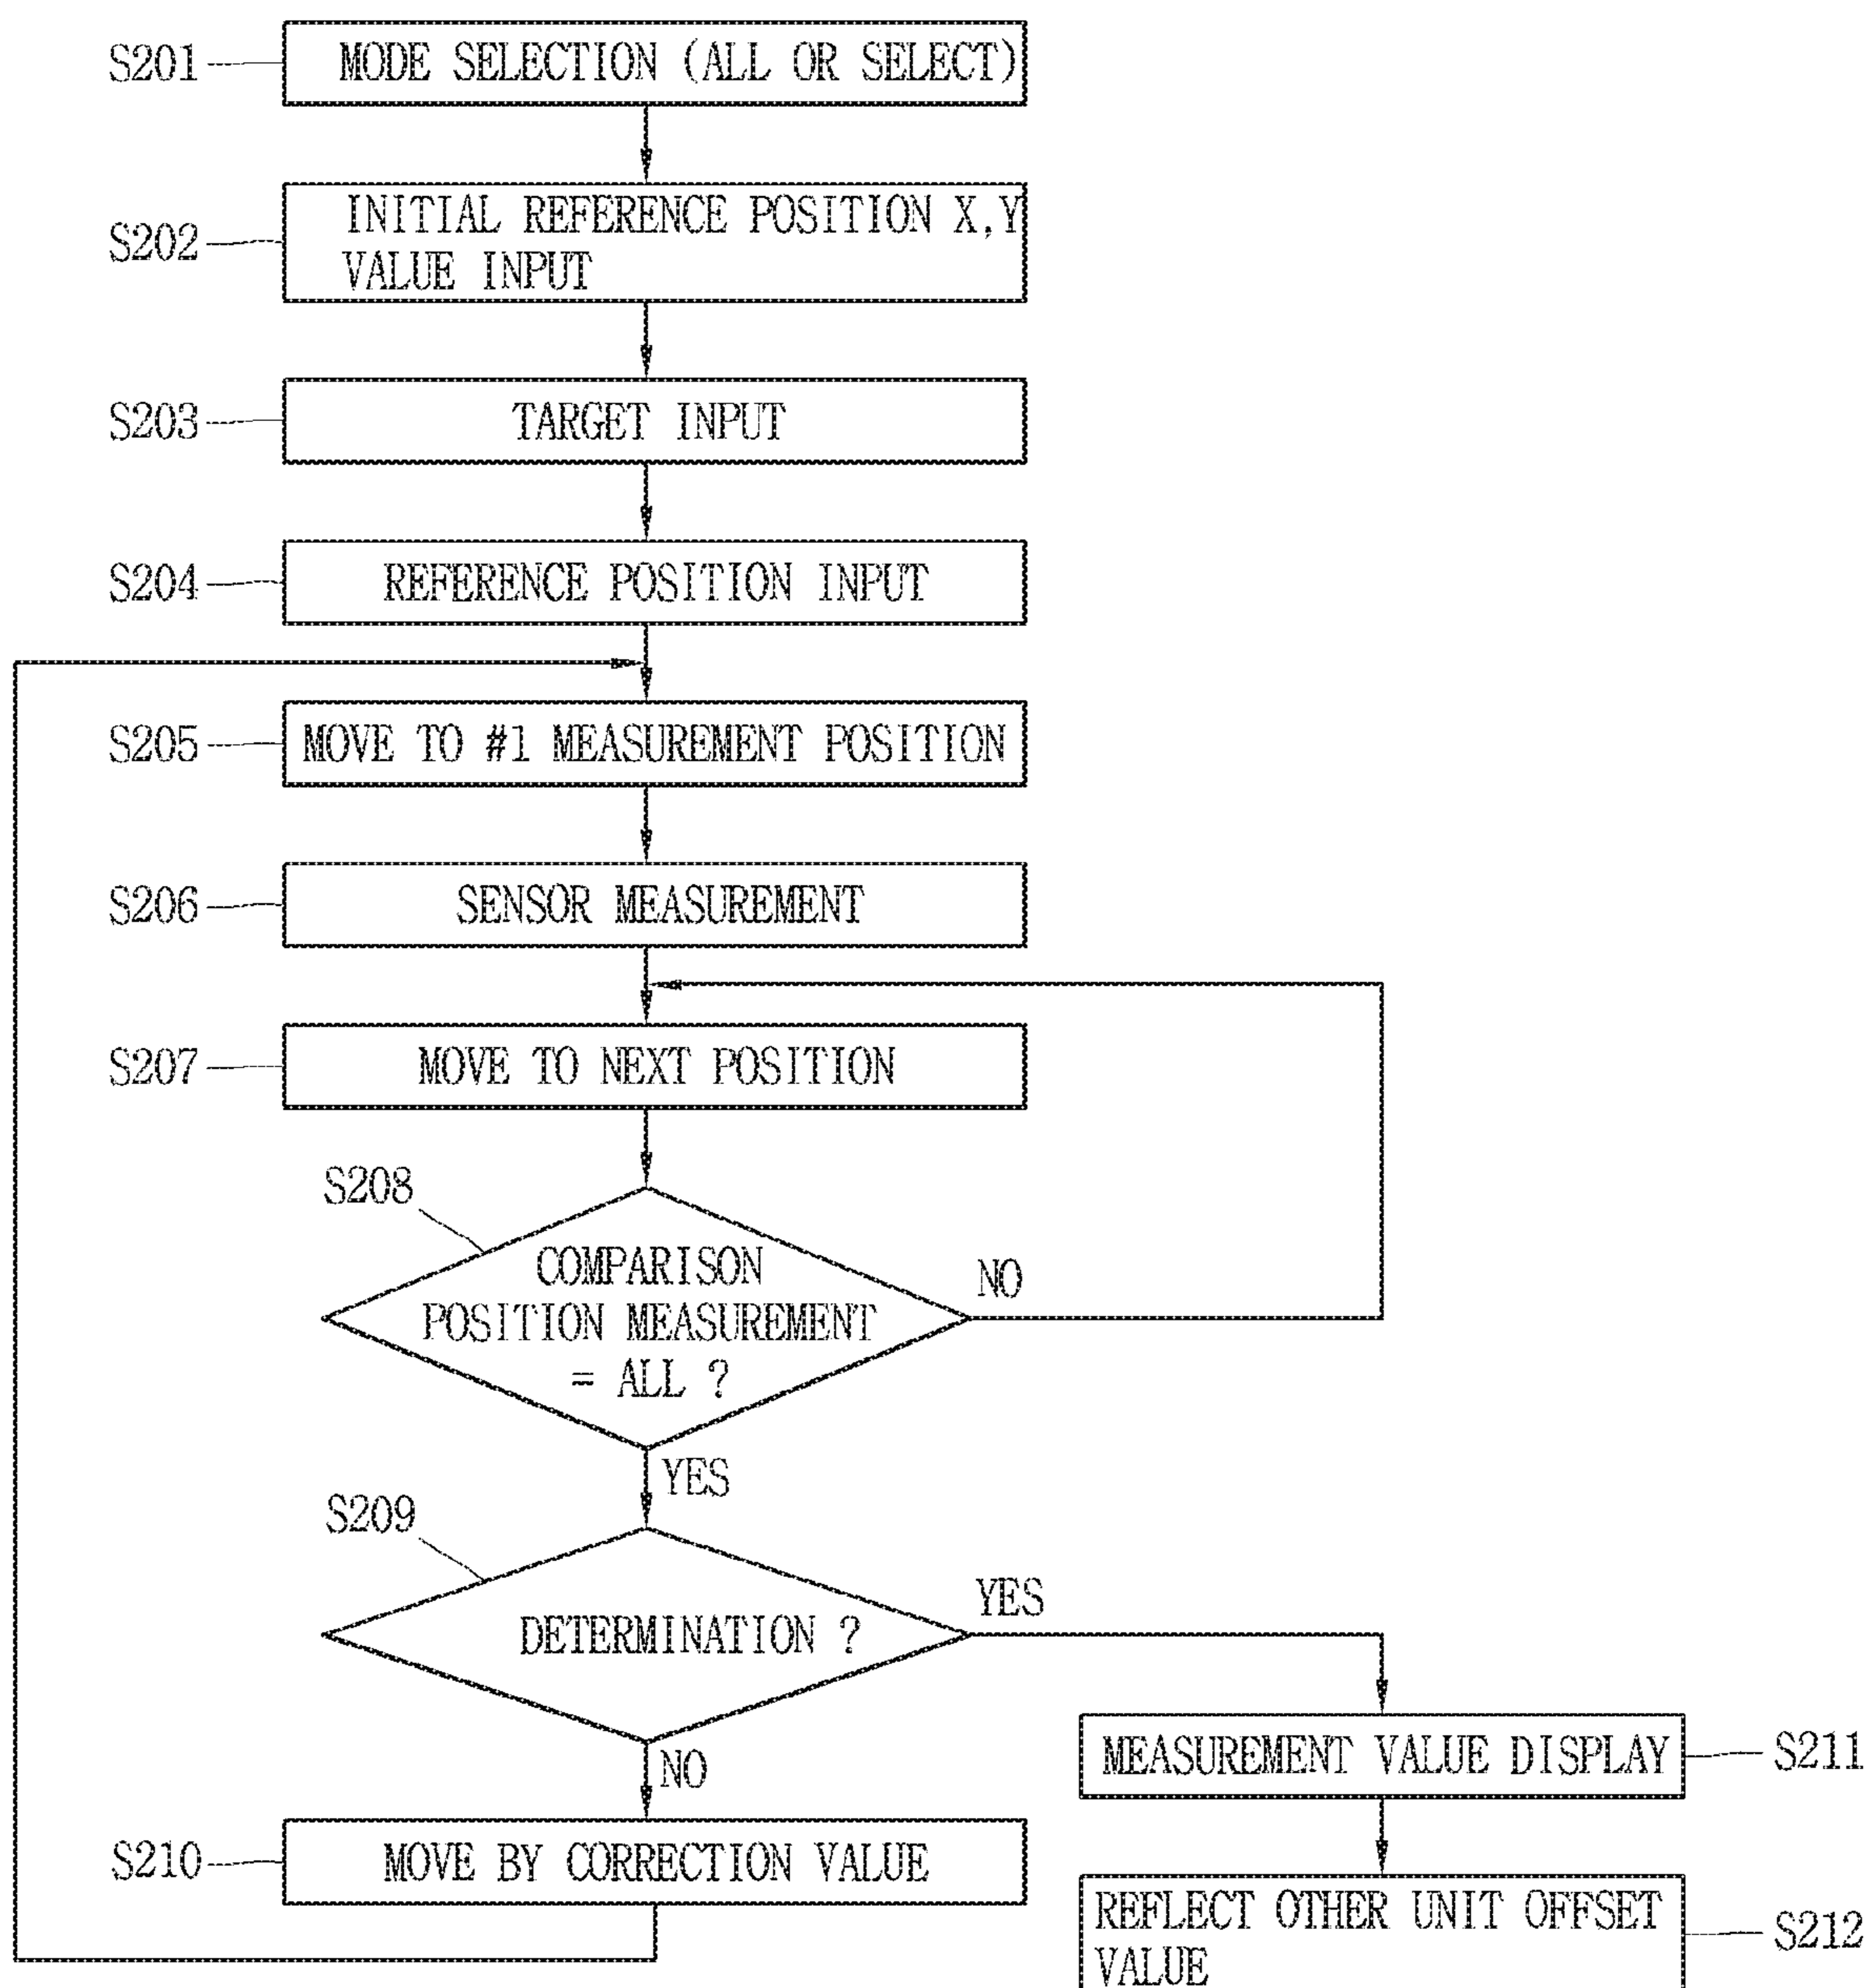 S201
MODE SELECTION (ALL OR SELECT)
S202
INITIAL REFERENCE POSITION X,Y
VALUE INPUT
S203
TARGET INPUT
S204
REFERENCE POSITION INPUT
S205
MOVE TO #1 MEASUREMENT POSITION
S206
SENSOR MEASUREMENT
S207
MOVE TO NEXT POSITION
S208
COMPARISON
POSITION MEASUREMENT
= ALL ?
NO
YES
S209
DETERMINATION ?
YES
NO
MEASUREMENT VALUE DISPLAY
S211
S210
MOVE BY CORRECTION VALUE
REFLECT OTHER UNIT OFFSET
VALUE
S212